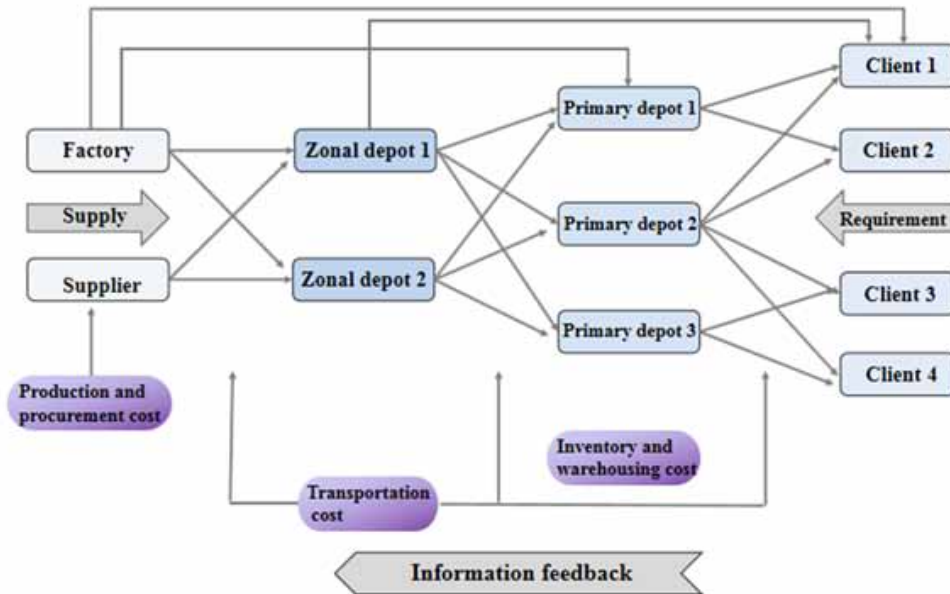 Factory
Supply
Supplier
Production and
procurement cost
Zonal depot 1
Zonal depot 2
Transportation
cost
Primary depot 1
Primary depot 2
Primary depot 3
Inventory and
warehousing cost
Client 1
Client 2
Requirement
Client 3
Client 4
Information feedback